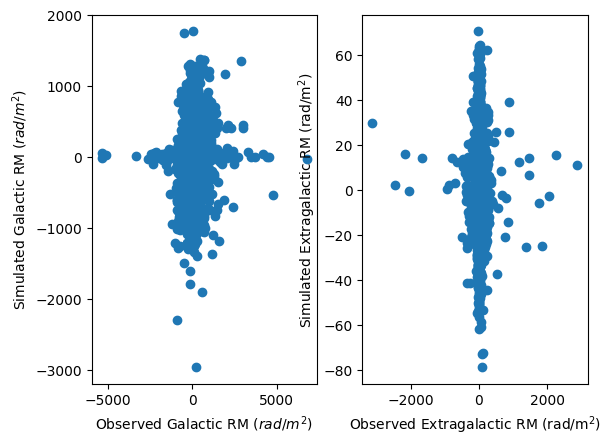 2000
1000
0
−1000
−2000
−3000
Simulated Galactic RM (rad/m²)
−5000 0 5000
Observed Galactic RM (rad/m²)
60
40
20
0
−20
−40
−60
−80
Simulated Extragalactic RM (rad/m²)
−2000 0 2000
Observed Extragalactic RM (rad/m²)